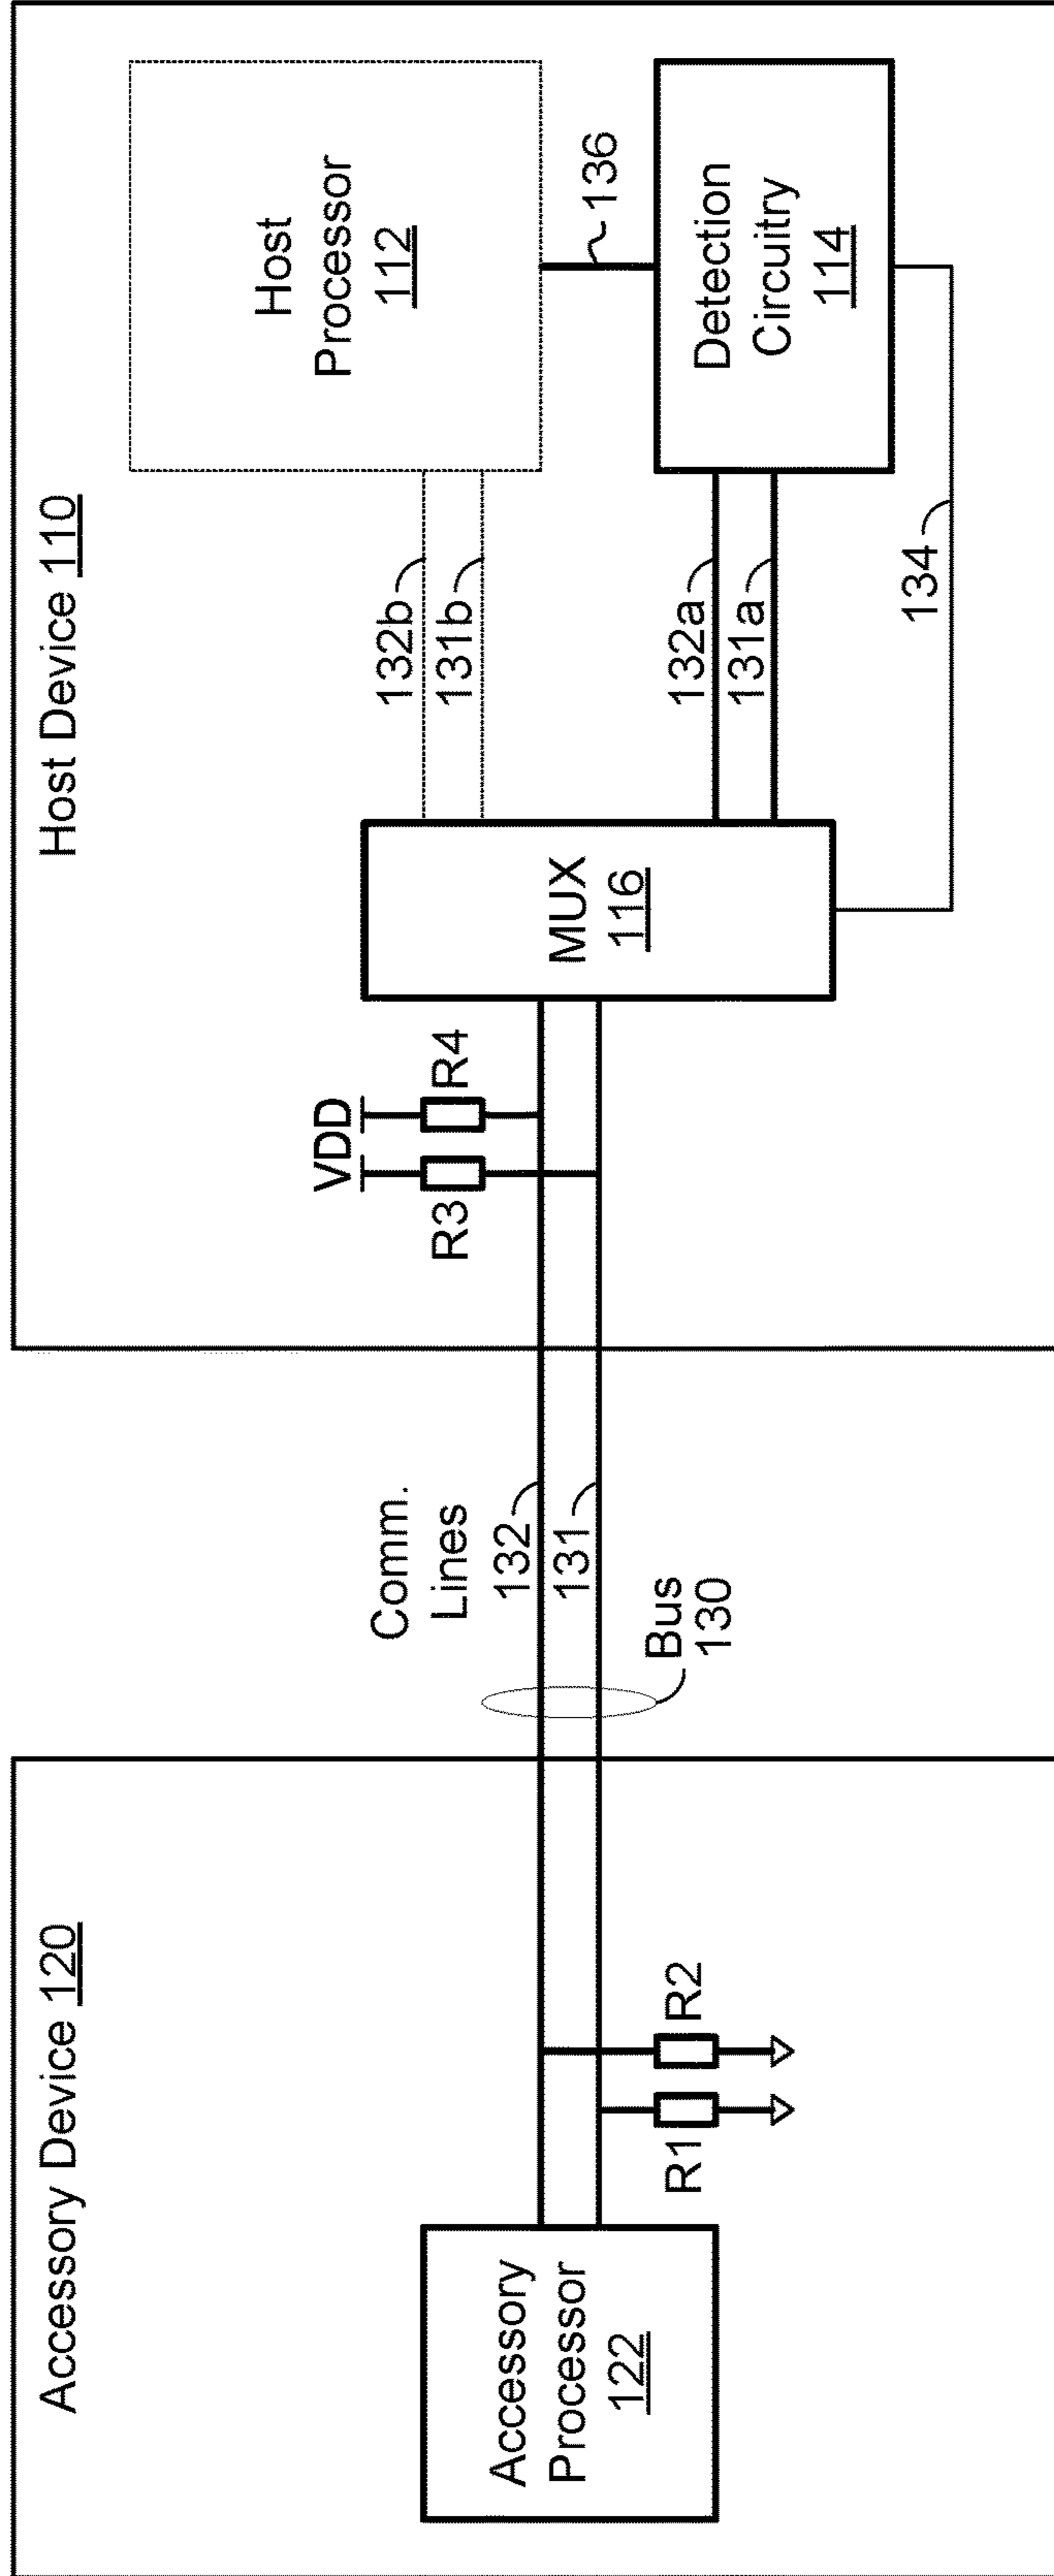 Accessory Device 120
Accessory
Processor
122
R1
R2
Comm.
Lines
132
131
Bus
130
Host Device 110
VDD
R3
R4
MUX
116
132b
131b
132a
131a
134
Host
Processor
112
136
Detection
Circuitry
114